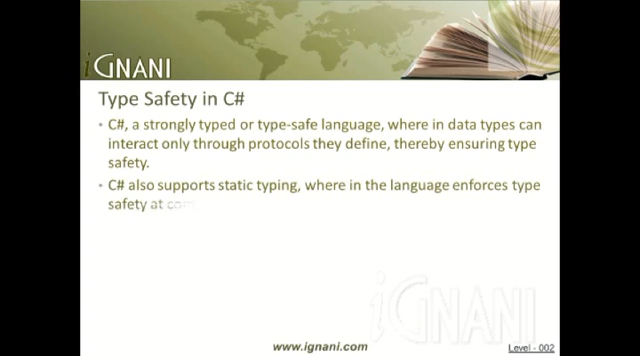 iGNANI
Type Safety in C#
• C#, a strongly typed or type-safe language, where in data types can
interact only through protocols they define, thereby ensuring type
safety.
• C# also supports static typing, where in the language enforces type
safety at
iGNANI
www.ignani.com
Level - 002